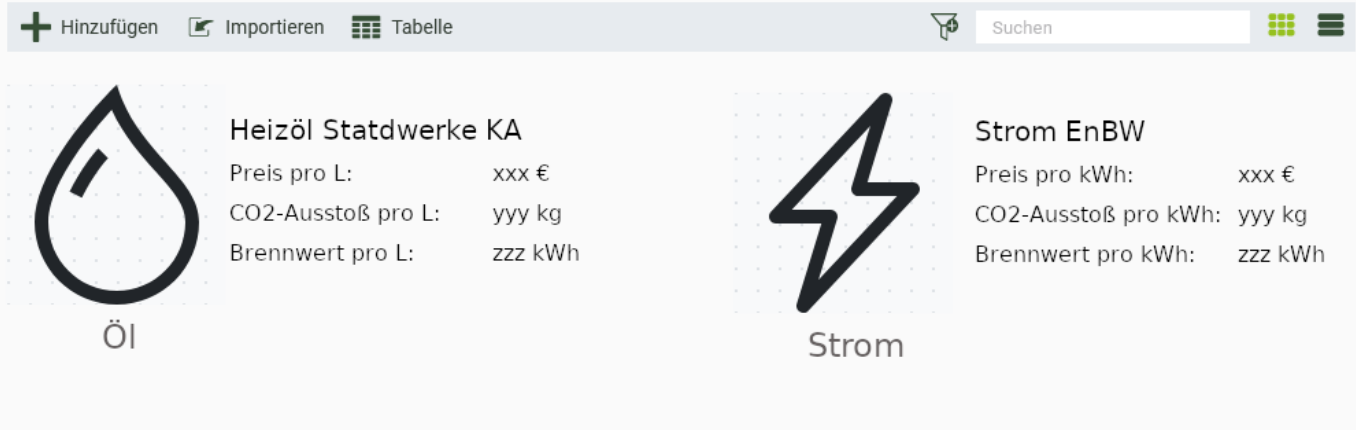 Hinzufügen Importieren Tabelle Suchen
Heizöl Statdwerke KA
Preis pro L: xxx €
CO2-Ausstoß pro L: yyy kg
Brennwert pro L: zzz kWh
Öl
Strom EnBW
Preis pro kWh: xxx €
CO2-Ausstoß pro kWh: yyy kg
Brennwert pro kWh: zzz kWh
Strom